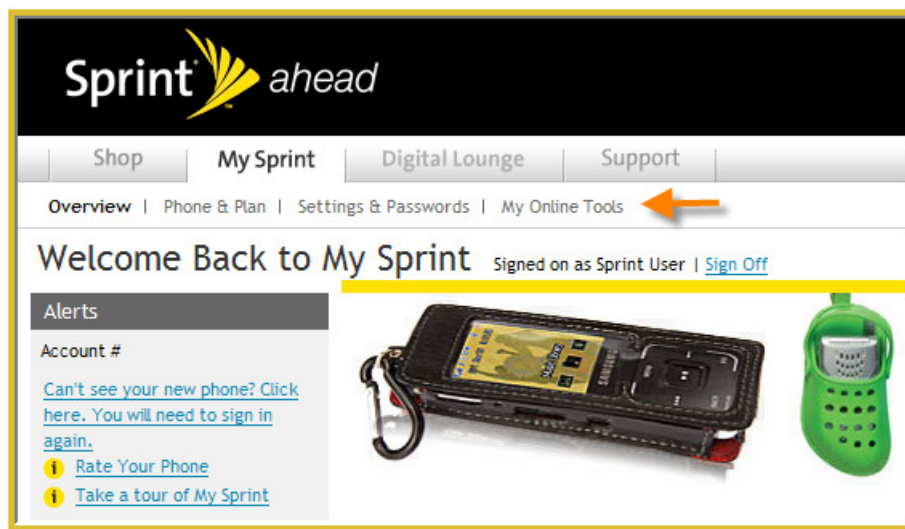 Sprint ahead
Shop My Sprint Digital Lounge Support
Overview | Phone & Plan | Settings & Passwords | My Online Tools
Welcome Back to My Sprint Signed on as Sprint User | Sign Off
Alerts
Account #
Can't see your new phone? Click
here. You will need to sign in
again.
Rate Your Phone
Take a tour of My Sprint
SAMSUNG